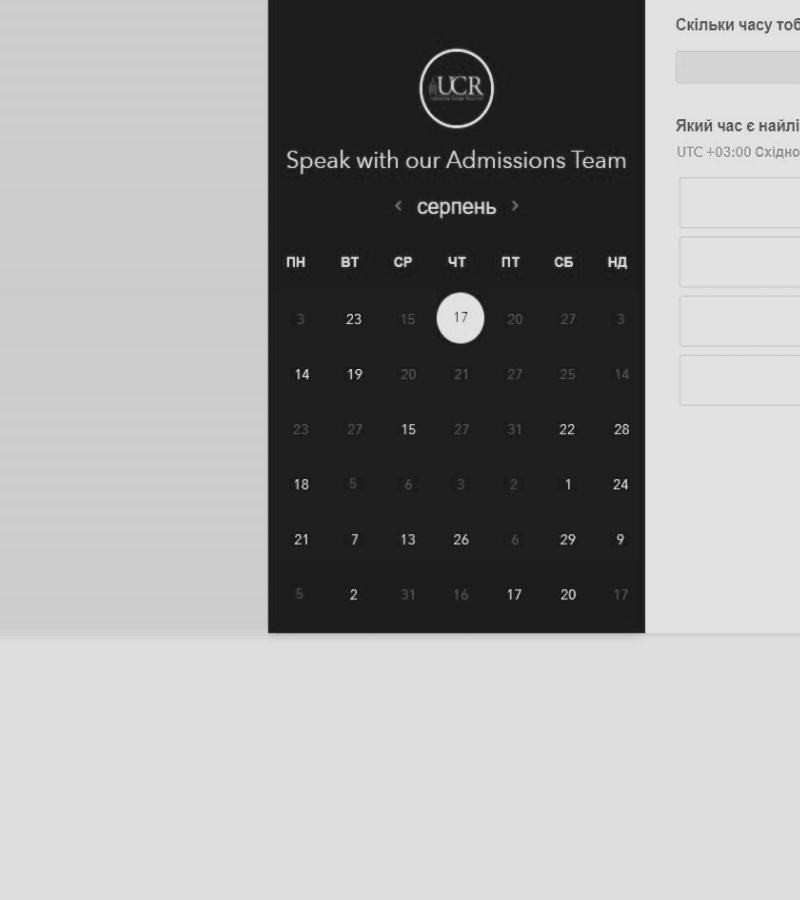 Скільки часу тоб
UCR
Який час є найлі
UTC +03:00 Східно
Speak with our Admissions Team
< серпень >
ПН ВТ СР ЧТ ПТ СБ НД
3 23 15 17 20 27 3
14 19 20 21 27 25 14
23 27 15 27 31 22 28
18 5 6 3 2 1 24
21 7 13 26 6 29 9
5 2 31 16 17 20 17